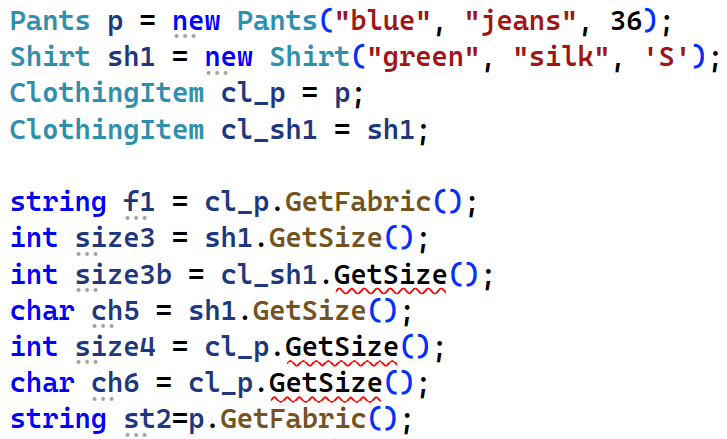 Pants p = new Pants("blue", "jeans", 36);
Shirt sh1 = new Shirt("green", "silk", 'S');
ClothingItem cl_p = p;
ClothingItem cl_sh1 = sh1;
string f1 = cl_p.GetFabric();
int size3 = sh1.GetSize();
int size3b = cl_sh1.GetSize();
char ch5 = sh1.GetSize();
int size4 = cl_p.GetSize();
char ch6 = cl_p.GetSize();
string st2=p.GetFabric();